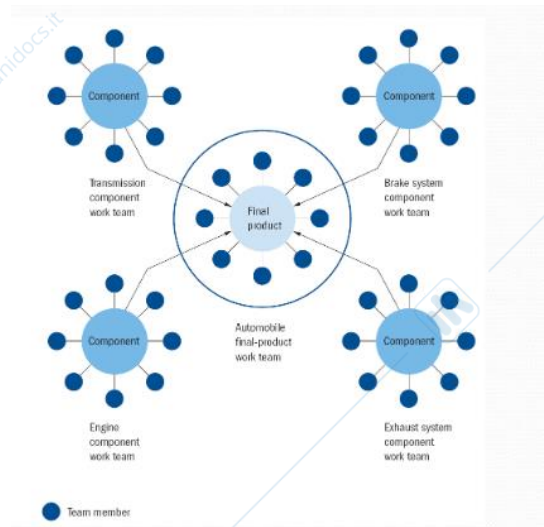 Component
Component
Transmission
component
work team
Brake system
component
work team
Final
product
Automobile
final-product
work team
Component
Component
Engine
component
work team
Exhaust system
component
work team
Team member